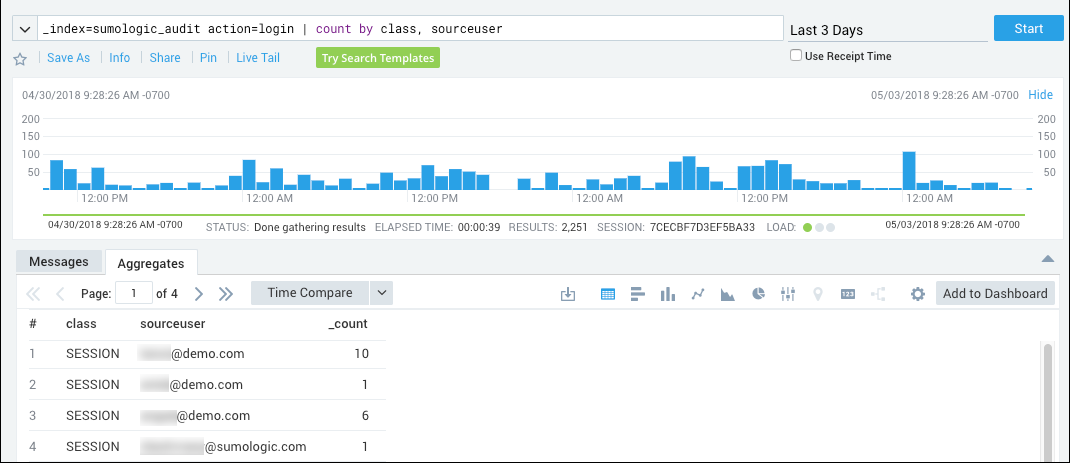 _index=sumologic_audit action=login | count by class, sourceuser
Last 3 Days
Start
Save As
Info
Share
Pin
Live Tail
Try Search Templates
Use Receipt Time
04/30/2018 9:28:26 AM -0700
05/03/2018 9:28:26 AM -0700
Hide
200
150
100
50
200
150
100
50
12:00 PM
12:00 AM
12:00 PM
12:00 AM
12:00 PM
12:00 AM
04/30/2018 9:28:26 AM -0700
STATUS: Done gathering results
ELAPSED TIME: 00:00:39
RESULTS: 2,251
SESSION: 7CECBF7D3EF5BA33
LOAD:
05/03/2018 9:28:26 AM -0700
Messages
Aggregates
Page: 1 of 4
Time Compare
123
Add to Dashboard
# class sourceuser _count
1 SESSION @demo.com 10
2 SESSION @demo.com 1
3 SESSION @demo.com 6
4 SESSION @sumologic.com 1